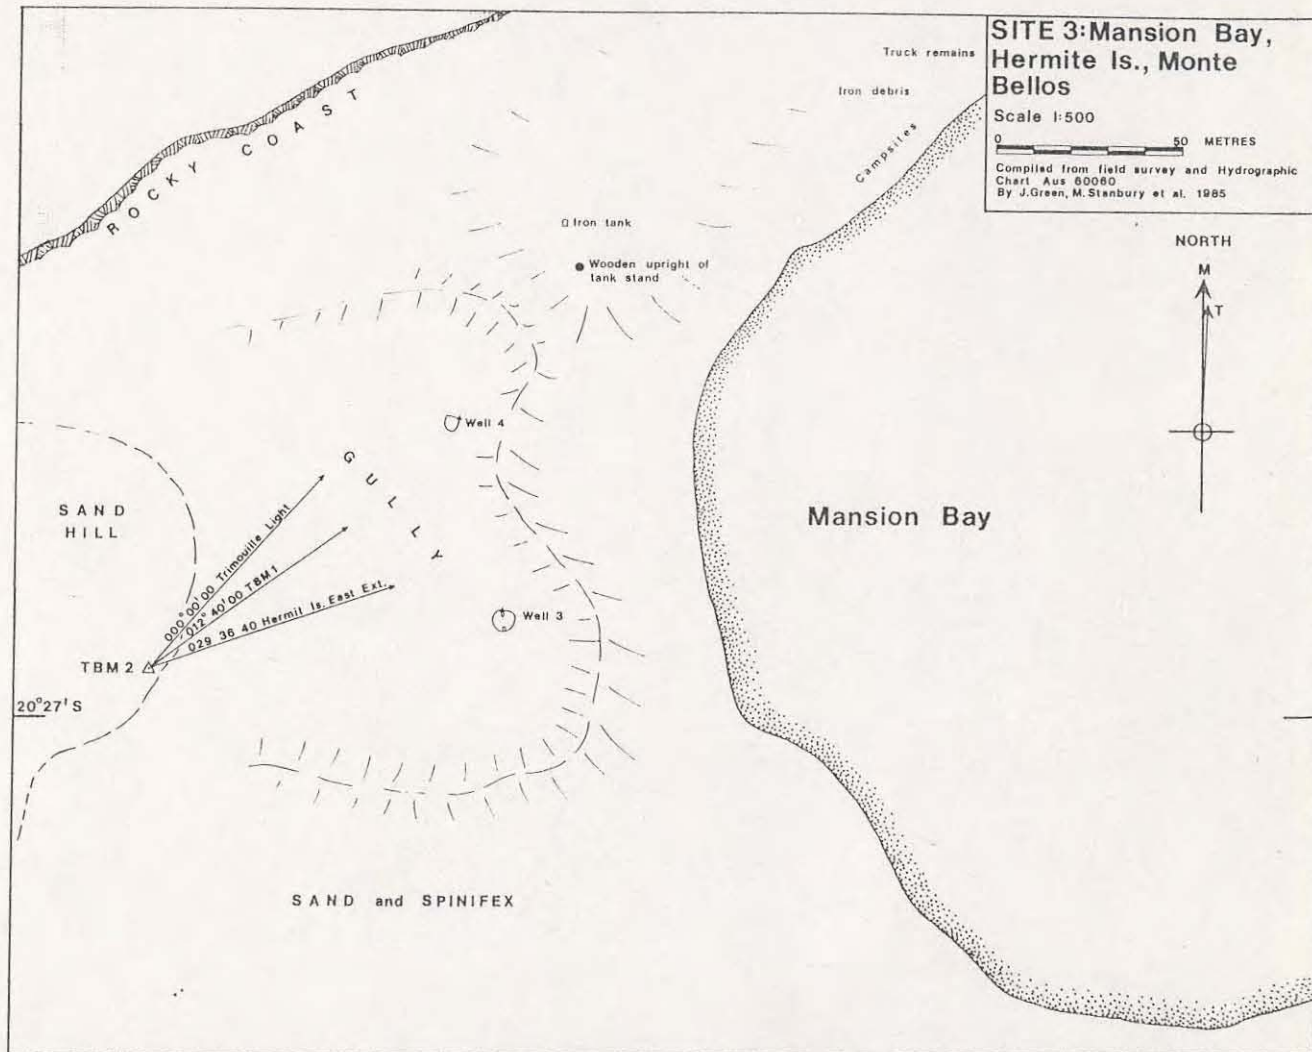 SITE 3:Mansion Bay,
Hermite Is., Monte
Bellos
Scale 1:500
0 50 METRES
Compiled from field survey and Hydrographic
Chart Aus 60060
By J.Green, M.Stanbury et al. 1985
Truck remains
Iron debris
Campsites
ROCKY COAST
Iron tank
Wooden upright of
tank stand
NORTH
M
T
Well 4
GULLY
SAND
HILL
Mansion Bay
000°00'00 Trimouille Light
012°40'00 TBM1
029 36 40 Hermit Is. East Ext.
Well 3
TBM 2
20°27'S
SAND and SPINIFEX